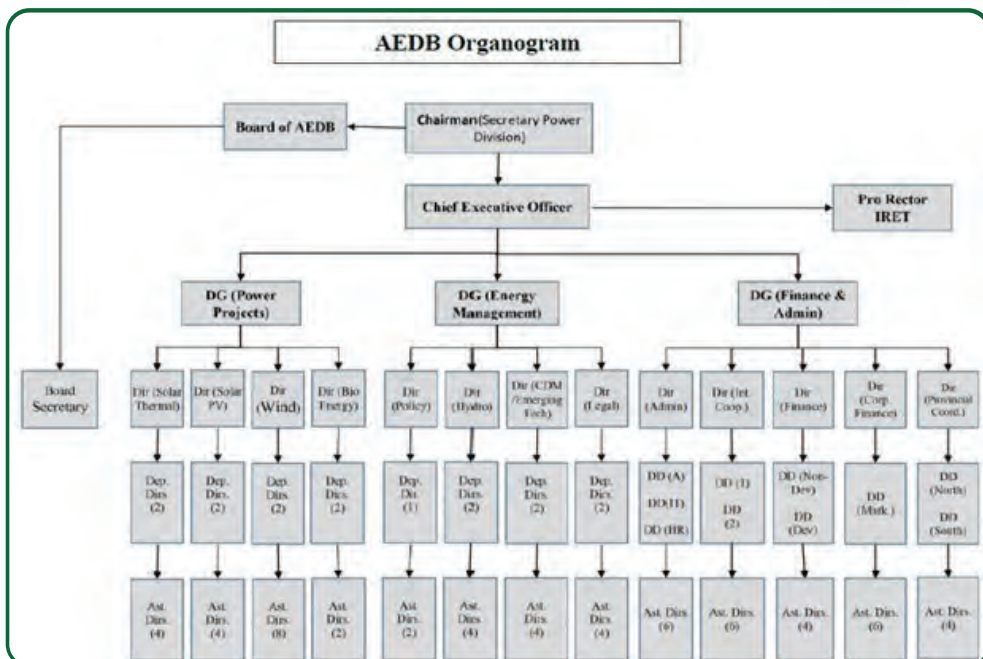 AEDB Organogram
Board of AEDB
Chairman(Secretary Power
Division)
Chief Executive Officer
Pro Rector
IRET
DG (Power
Projects)
DG (Energy
Management)
DG (Finance &
Admin)
Board
Secretary
Dir (Solar
Thermal)
Dir (Solar
PV)
Dir
(Wind)
Dir (Bio
Energy)
Dir
(Policy)
Dir
(Hydro)
Dir (CDM
/Emerging
Tech)
Dir
(Legal)
Dir
(Admin)
Dir (Int.
Coop.)
Dir
(Finance)
Dir
(Corp.
Finance)
Dir
(Provincial
Coord.)
Dep.
Dirs.
(2)
Dep.
Dirs.
(2)
Dep.
Dirs.
(2)
Dep.
Dirs.
(2)
Dep.
Dir.
(1)
Dep.
Dirs.
(2)
Dep.
Dirs.
(2)
Dep.
Dirs.
(2)
DD (A)
DD (HR)
DD (1)
DD
(2)
DD (Non-
Dev)
DD
(Dev)
DD
DD
(North)
DD
(South)
Ast.
Dirs.
(4)
Ast.
Dirs.
(4)
Ast.
Dirs.
(8)
Ast.
Dirs.
(2)
Ast.
Dirs.
(2)
Ast.
Dirs.
(4)
Ast.
Dirs.
(4)
Ast.
Dirs.
(4)
Ast. Dirs.
(6)
Ast. Dirs.
Ast. Dirs.
(4)
Ast. Dirs.
Ast. Dirs.
(4)